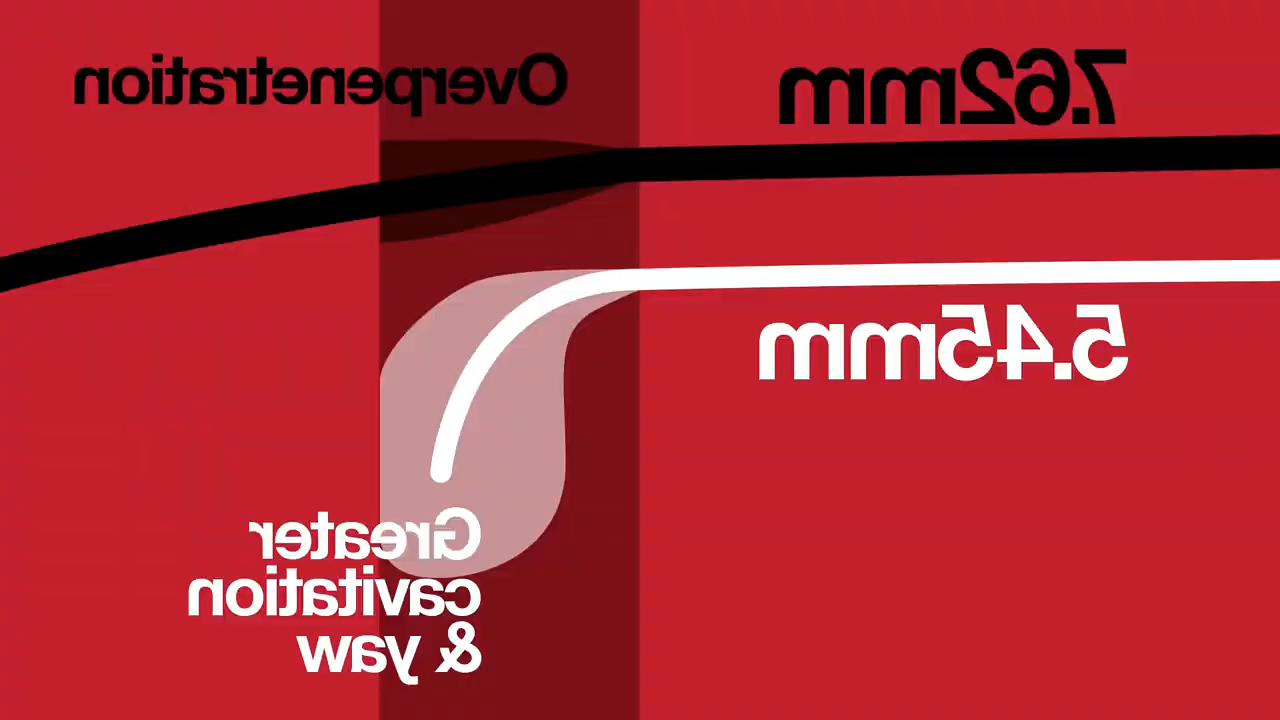 Overpenetration
7.62mm
5.45mm
Greater
cavitation
& yaw